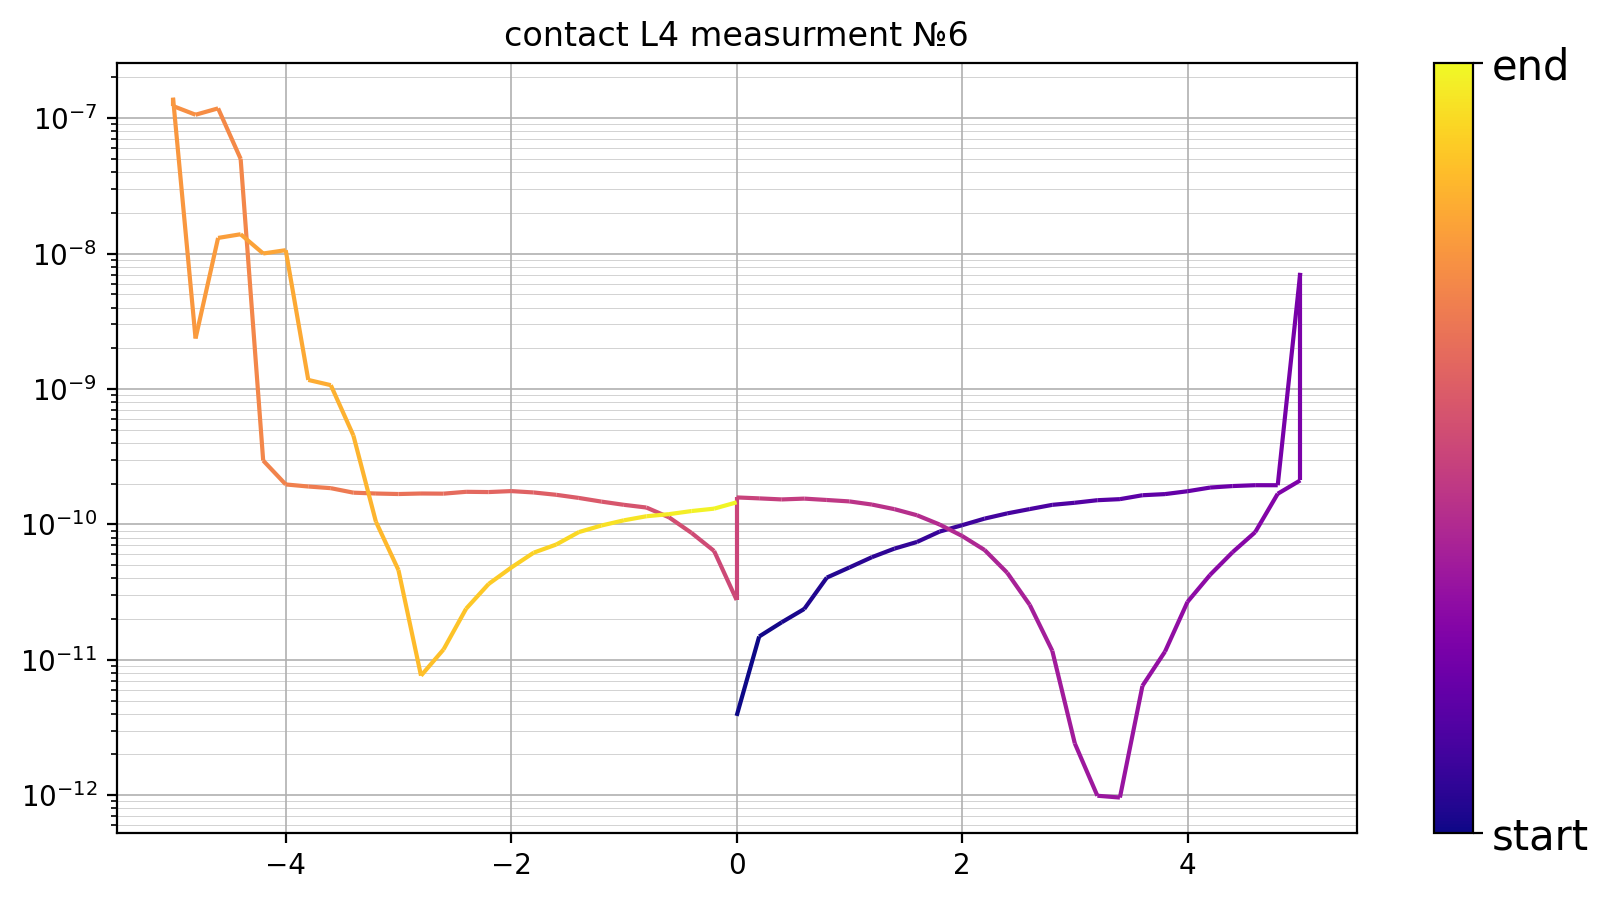 contact L4 measurment №6
10⁻⁷
10⁻⁸
10⁻⁹
10⁻¹⁰
10⁻¹¹
10⁻¹²
−4 −2 0 2 4
end
start